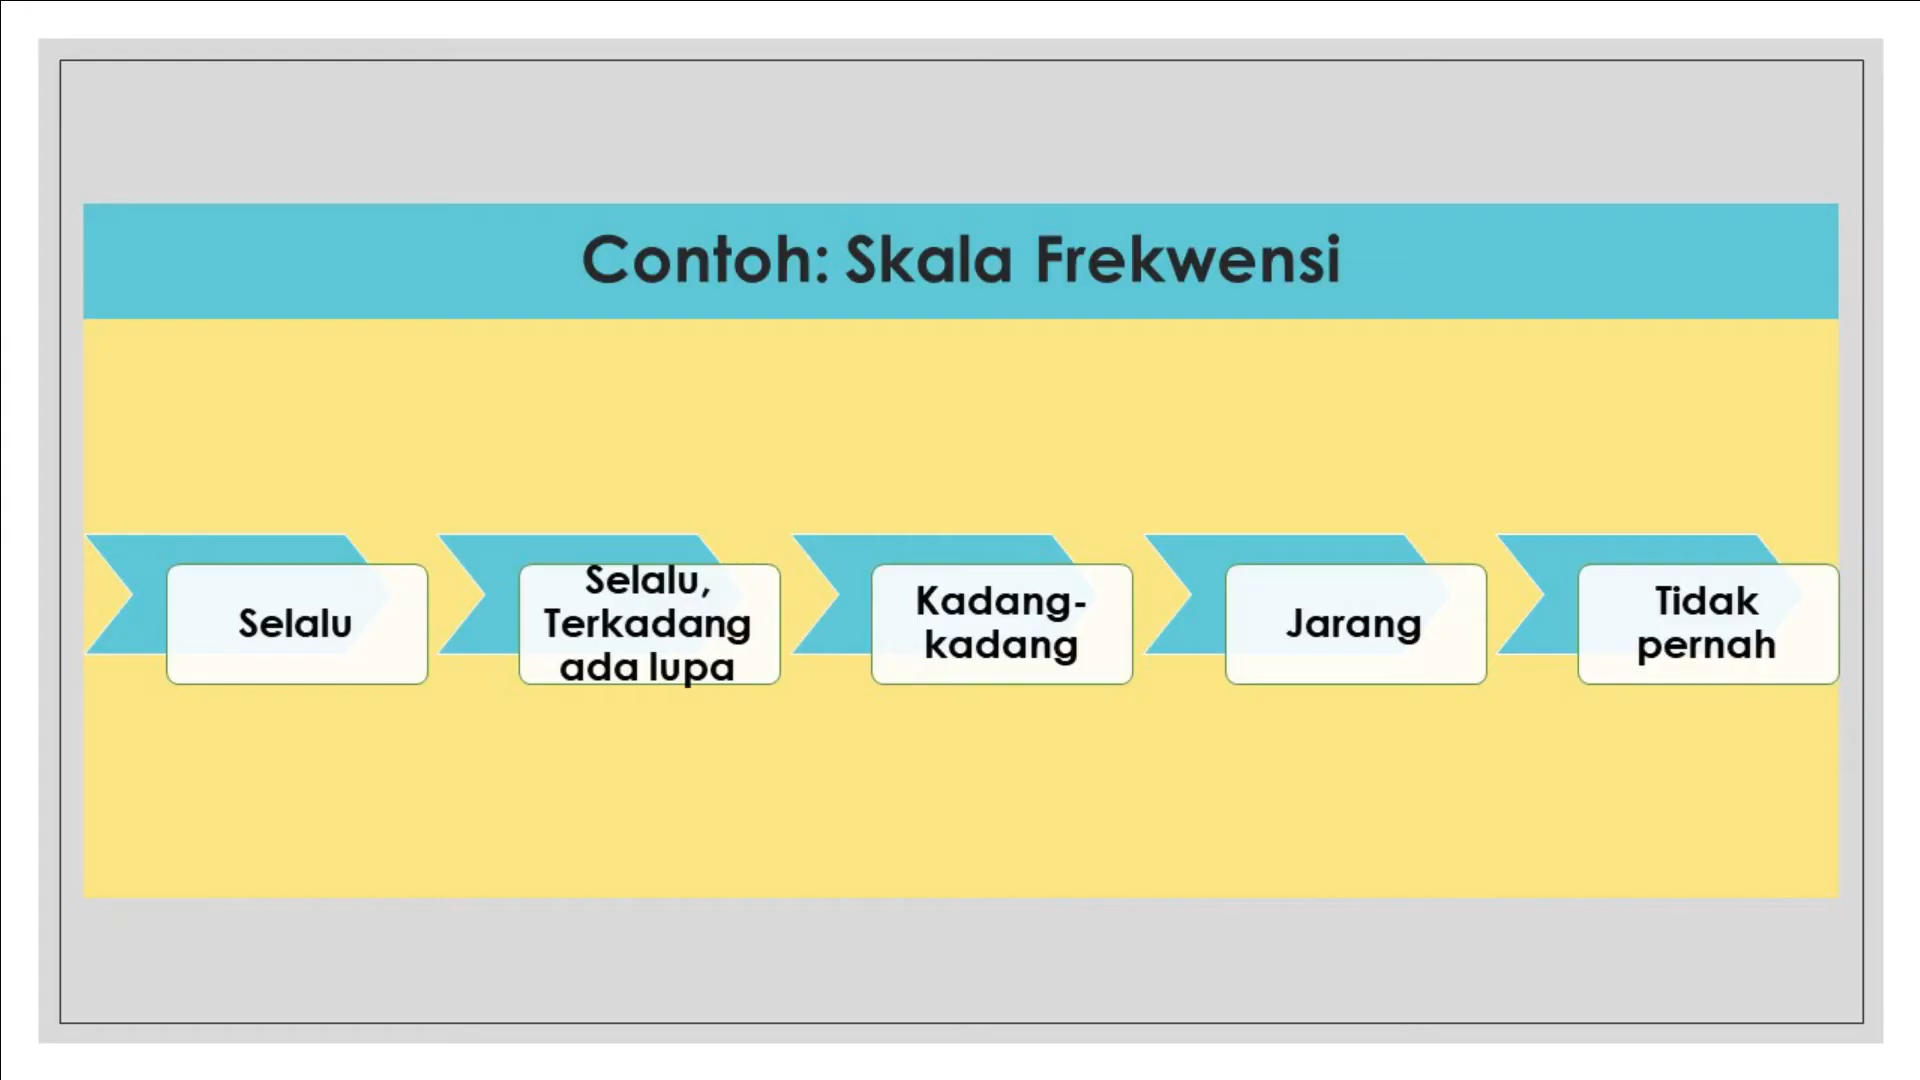 Contoh: Skala Frekwensi
Selalu
Selalu,
Terkadang
ada lupa
Kadang-
kadang
Jarang
Tidak
pernah